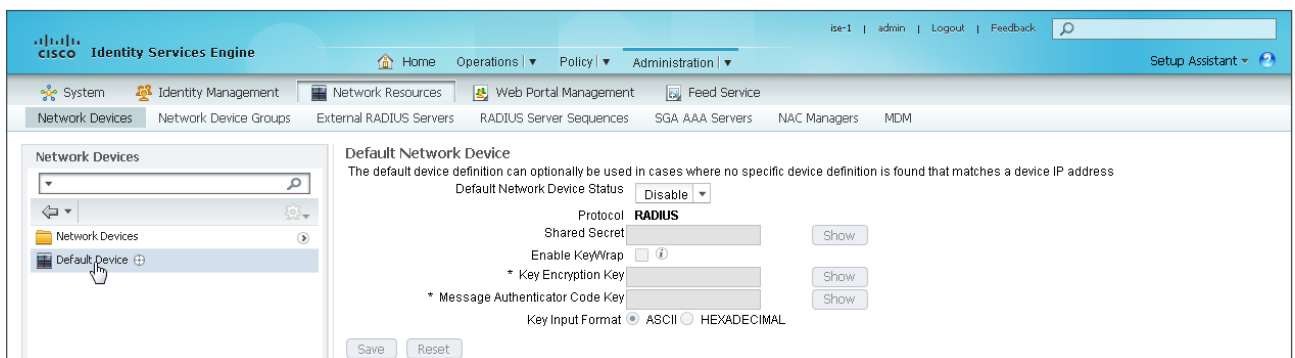 ise-1 | admin | Logout | Feedback
CISCO Identity Services Engine
Home Operations | Policy | Administration | Setup Assistant
System Identity Management Network Resources Web Portal Management Feed Service
Network Devices Network Device Groups External RADIUS Servers RADIUS Server Sequences SGA AAA Servers NAC Managers MDM
Network Devices
Network Devices
Default Device
Default Network Device
The default device definition can optionally be used in cases where no specific device definition is found that matches a device IP address
Default Network Device Status Disable
Protocol RADIUS
Shared Secret Show
Enable KeyWrap
* Key Encryption Key Show
* Message Authenticator Code Key Show
Key Input Format ASCII HEXADECIMAL
Save Reset